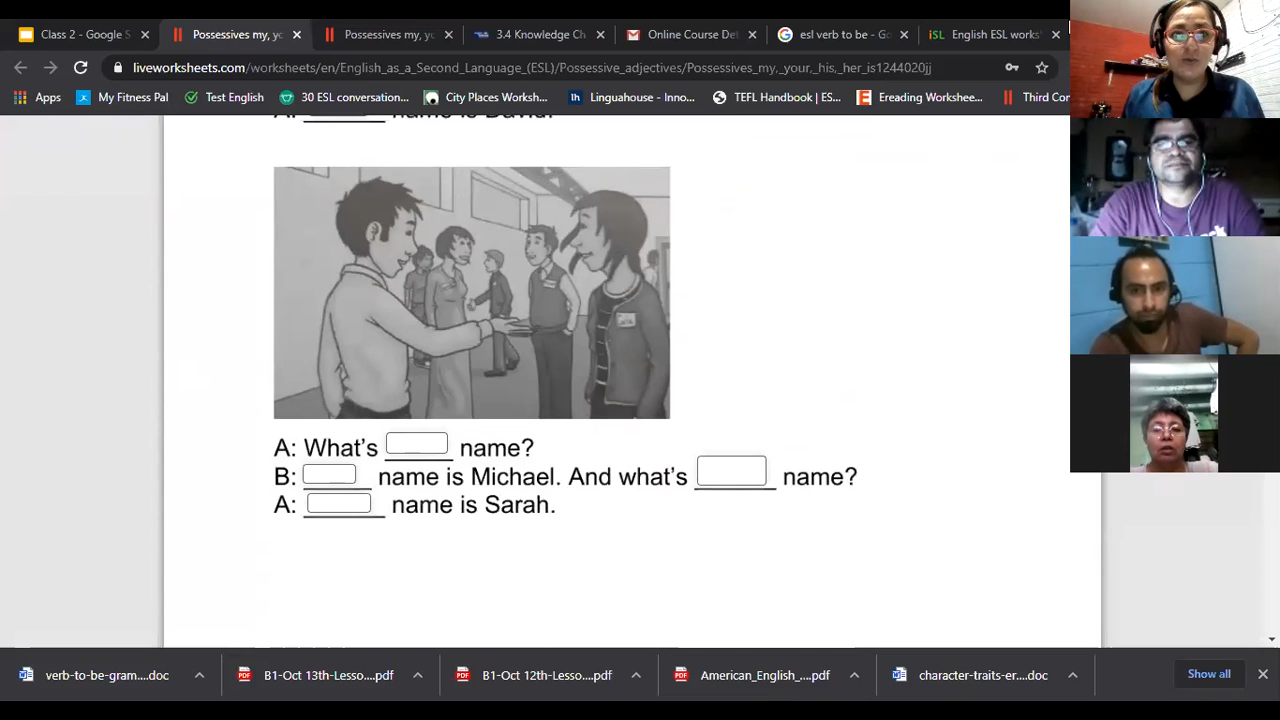 Class 2 - Google S
Possessives my, yo
Possessives my, yo
3.4 Knowledge Ch
Online Course Det
esl verb to be - Go
iSL English ESL works
liveworksheets.com/worksheets/en/English_as_a_Second_Language_(ESL)/Possessive_adjectives/Possessives_my,_your,_his,_her_is1244020jj
Apps
My Fitness Pal
Test English
30 ESL conversation...
City Places Worksh...
Linguahouse - Inno...
TEFL Handbook | ES...
Ereading Workshee...
Third Con
A: name is David.
A: What's name?
B: name is Michael. And what's name?
A: name is Sarah.
verb-to-be-gram....doc
B1-Oct 13th-Lesso....pdf
B1-Oct 12th-Lesso....pdf
American_English_....pdf
character-traits-er....doc
Show all